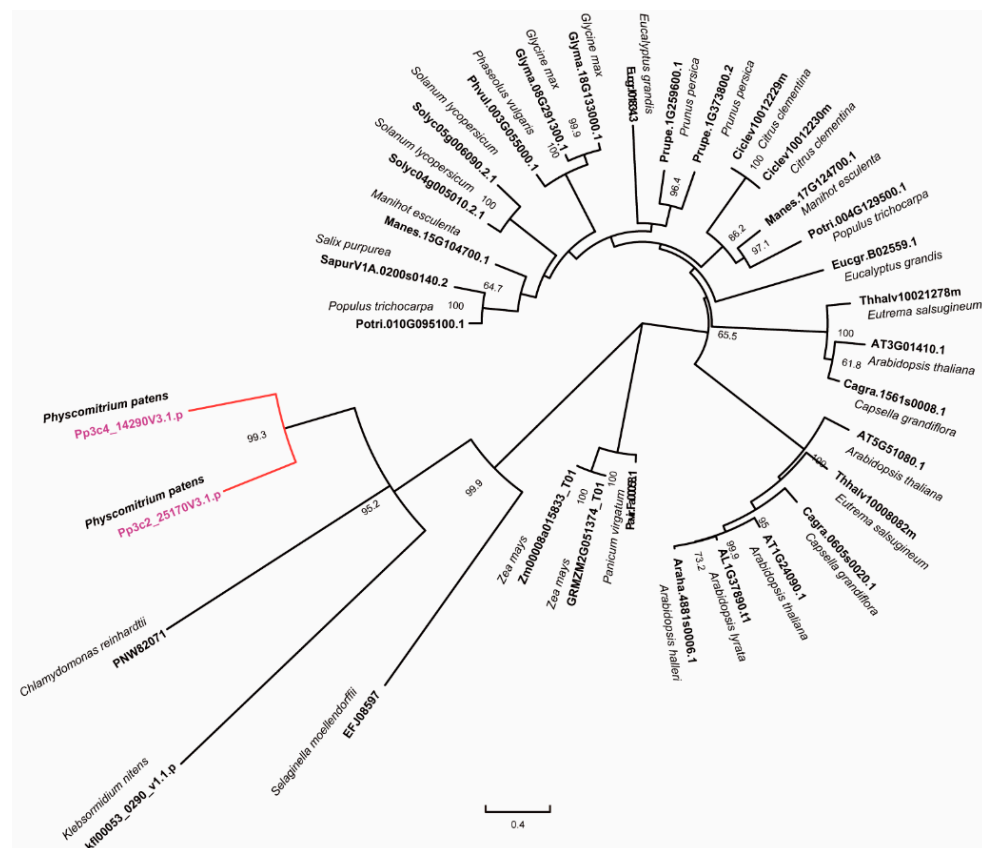 Eucalyptus grandis
Eucgr.J01843
Prupe.1G259600.1
Prunus persica
Prupe.1G373800.2
Prunus persica
96.4
Ciclev10012229m
Citrus clementina
100
Ciclev10012230m
Citrus clementina
Manes.17G124700.1
Manihot esculenta
86.2
97.1
Potri.004G129500.1
Populus trichocarpa
Eucgr.B02559.1
Eucalyptus grandis
Thhalv10021278m
Eutrema salsugineum
100
AT3G01410.1
Arabidopsis thaliana
61.8
Cagra.1561s0008.1
Capsella grandiflora
65.5
AT5G51080.1
Arabidopsis thaliana
100
Thhalv10008082m
Eutrema salsugineum
Cagra.0605s0020.1
Capsella grandiflora
95
AT1G24090.1
Arabidopsis thaliana
99.9
AL1G37890.t1
Arabidopsis lyrata
73.2
Araha.4881s0006.1
Arabidopsis halleri
Panicum virgatum
100
GRMZM2G051374_T01
Zea mays
100
Zm00008a015833_T01
Zea mays
99.9
EFJ08597
Selaginella moellendorffii
kfl00053_0290_v1.1.p
Klebsormidium nitens
PNW82071
Chlamydomonas reinhardtii
95.2
Physcomitrium patens
Pp3c2_25170V3.1.p
99.3
Physcomitrium patens
Pp3c4_14290V3.1.p
Populus trichocarpa
Potri.010G095100.1
100
Salix purpurea
SapurV1A.0200s0140.2
64.7
Manihot esculenta
Manes.15G104700.1
Solanum lycopersicum
Solyc04g005010.2.1
100
Solanum lycopersicum
Solyc05g006090.2.1
Phaseolus vulgaris
Phvul.003G055000.1
100
Glycine max
Glyma.08G291300.1
99.9
Glycine max
Glyma.18G133000.1
0.4